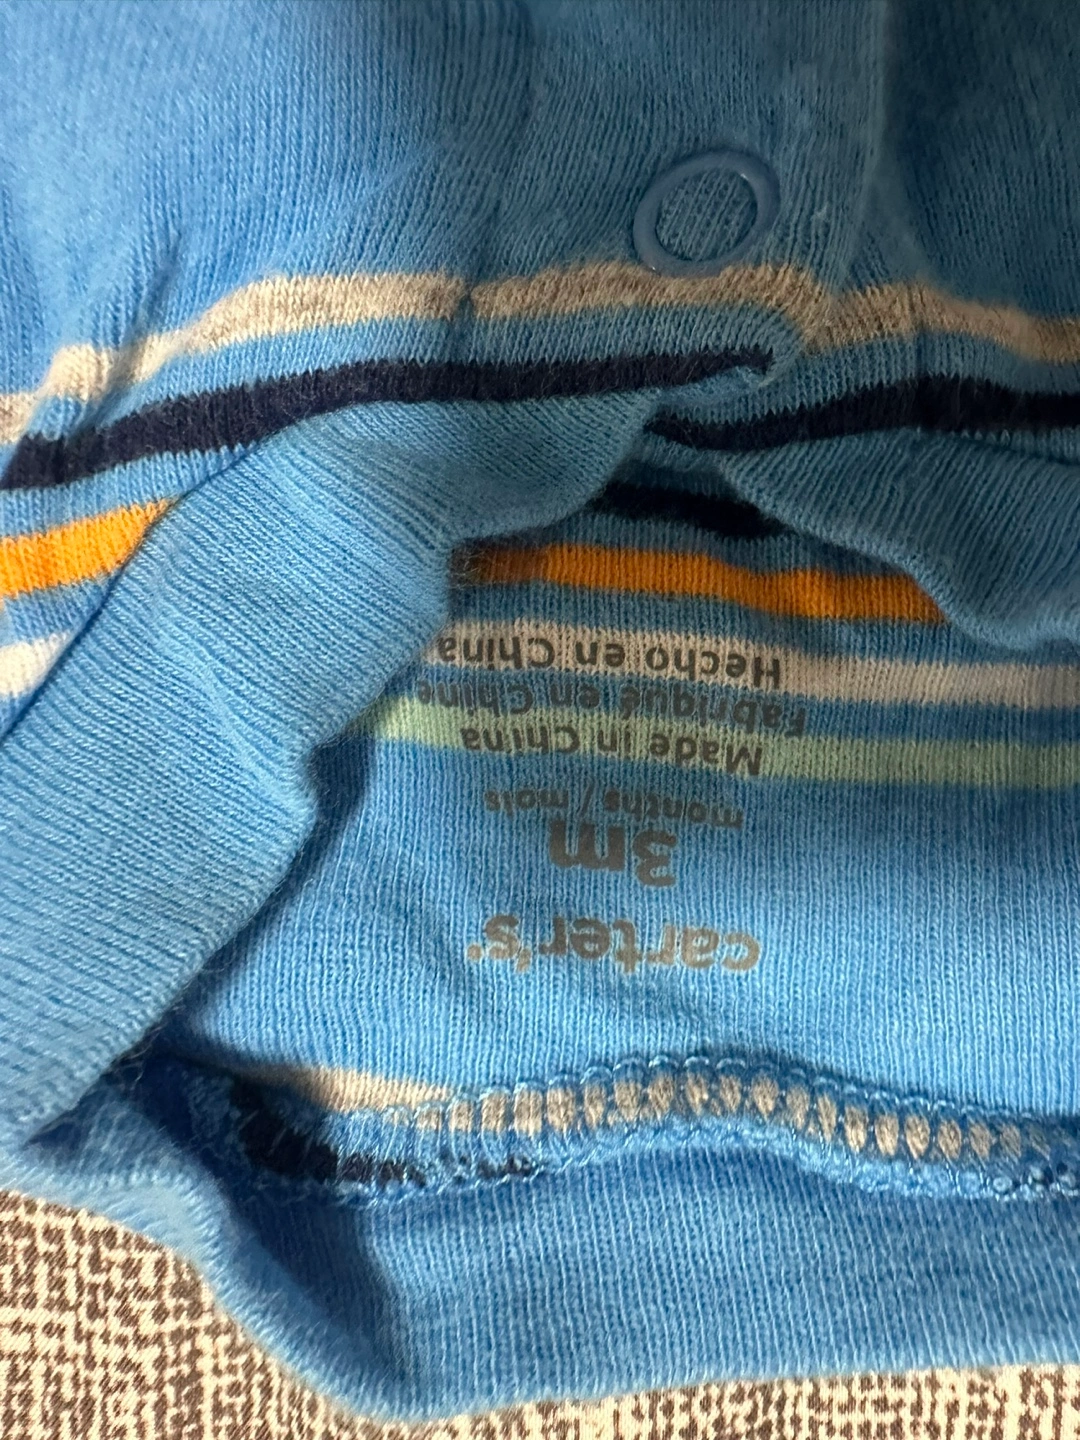 carter's
3m
months / mois
Made in China
Fabriqué en Chine
Hecho en China